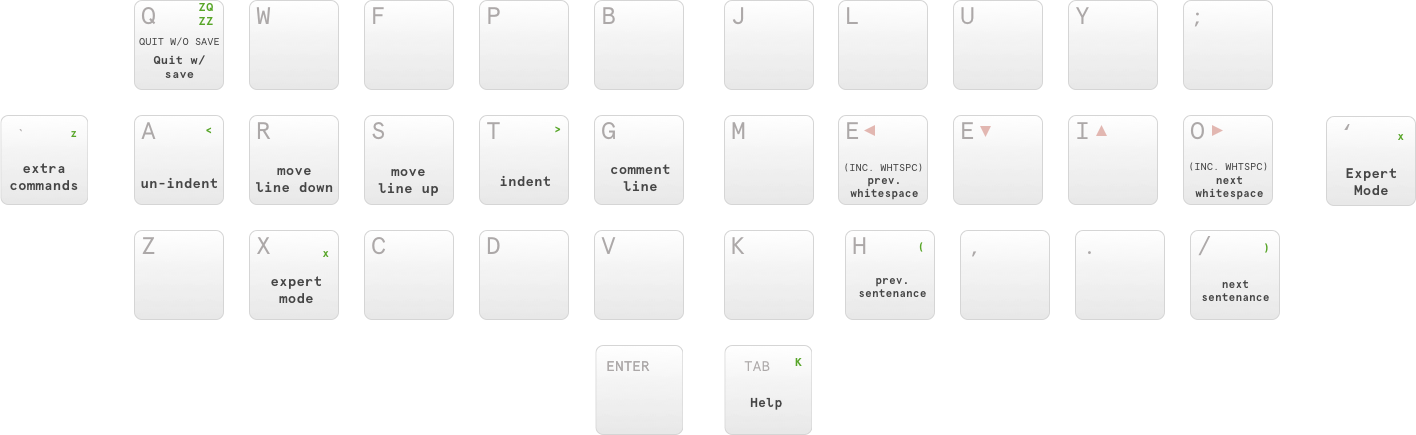 Q ZQ
ZZ
QUIT W/O SAVE
Quit w/
save
W
F
P
B
J
L
U
Y
;
` z
extra
commands
A <
un-indent
R
move
line down
S
move
line up
T >
indent
G
comment
line
M
E ◀
(INC. WHTSPC)
prev.
whitespace
E ▼
I ▲
O ▶
(INC. WHTSPC)
next
whitespace
‘ x
Expert
Mode
Z
X x
expert
mode
C
D
V
K
H (
prev.
sentenance
,
.
/ )
next
sentenance
ENTER
TAB K
Help